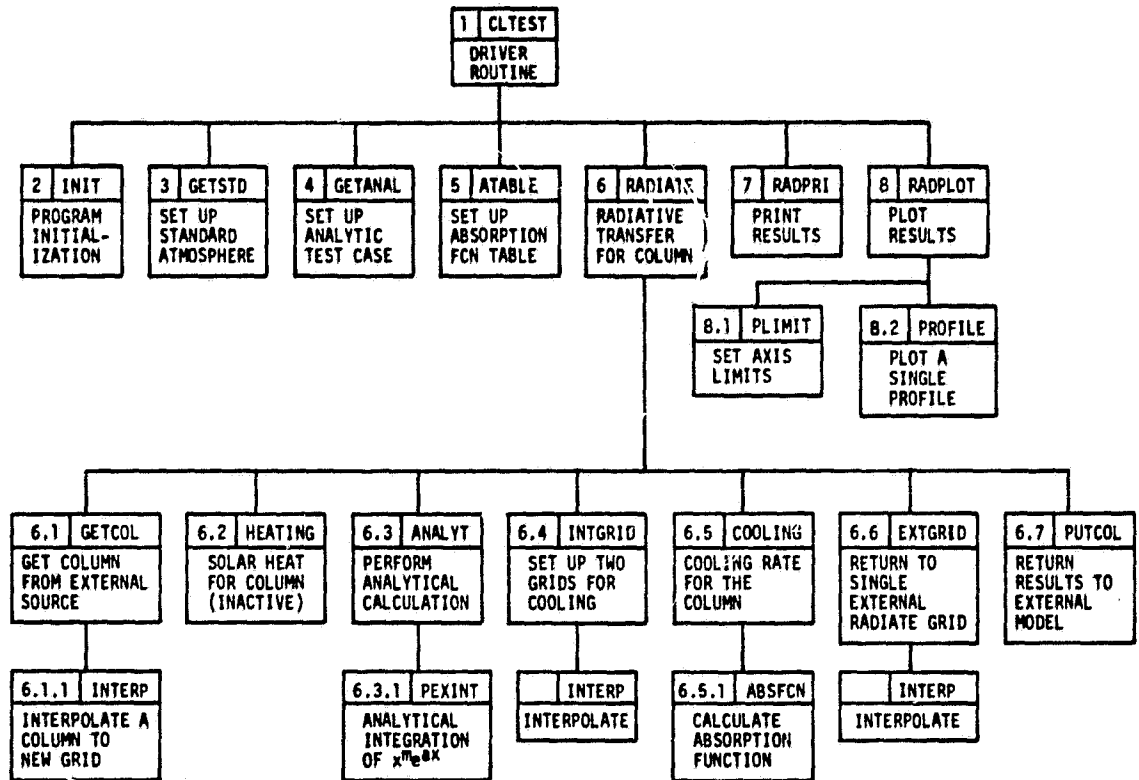 1 CLTEST
DRIVER
ROUTINE
2 INIT
PROGRAM
INITIAL-
IZATION
3 GETSTD
SET UP
STANDARD
ATMOSPHERE
4 GETANAL
SET UP
ANALYTIC
TEST CASE
5 ATABLE
SET UP
ABSORPTION
FCN TABLE
6 RADIATE
RADIATIVE
TRANSFER
FOR COLUMN
7 RADPRI
PRINT
RESULTS
8 RADPLOT
PLOT
RESULTS
8.1 PLIMIT
SET AXIS
LIMITS
8.2 PROFILE
PLOT A
SINGLE
PROFILE
6.1 GETCOL
GET COLUMN
FROM EXTERNAL
SOURCE
6.2 HEATING
SOLAR HEAT
FOR COLUMN
(INACTIVE)
6.3 ANALYT
PERFORM
ANALYTICAL
CALCULATION
6.4 INTGRID
SET UP TWO
GRIDS FOR
COOLING
6.5 COOLING
COOLING RATE
FOR THE
COLUMN
6.6 EXTGRID
RETURN TO
SINGLE
EXTERNAL
RADIATE GRID
6.7 PUTCOL
RETURN
RESULTS TO
EXTERNAL
MODEL
6.1.1 INTERP
INTERPOLATE A
COLUMN TO
NEW GRID
6.3.1 PEXINT
ANALYTICAL
INTEGRATION
OF x^m e^ax
INTERP
INTERPOLATE
6.5.1 ABSFCN
CALCULATE
ABSORPTION
FUNCTION
INTERP
INTERPOLATE